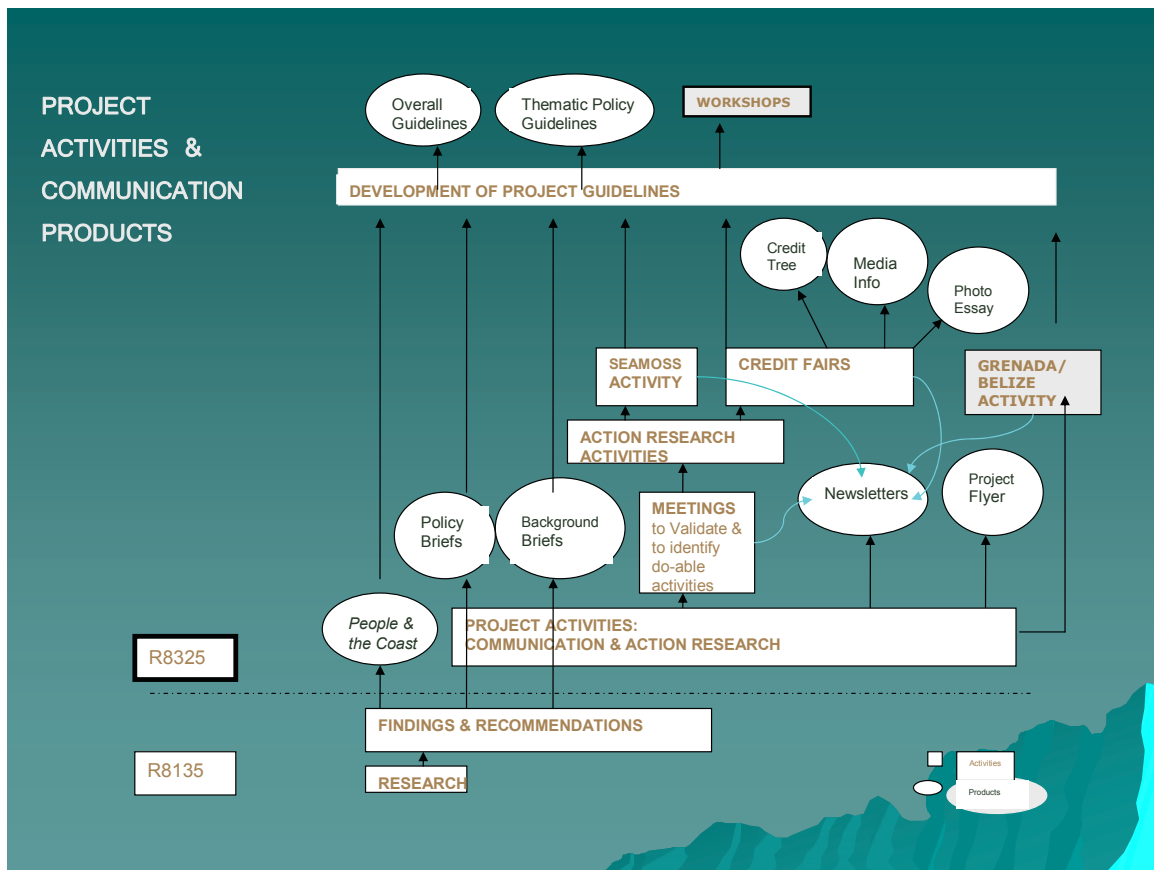 PROJECT
ACTIVITIES &
COMMUNICATION
PRODUCTS
Overall
Guidelines
Thematic Policy
Guidelines
WORKSHOPS
DEVELOPMENT OF PROJECT GUIDELINES
Credit
Tree
Media
Info
Photo
Essay
SEAMOSS
ACTIVITY
CREDIT FAIRS
GRENADA/
BELIZE
ACTIVITY
ACTION RESEARCH
ACTIVITIES
Policy
Briefs
Background
Briefs
MEETINGS
to Validate &
to identify
do-able
activities
Newsletters
Project
Flyer
People &
the Coast
PROJECT ACTIVITIES:
COMMUNICATION & ACTION RESEARCH
R8325
FINDINGS & RECOMMENDATIONS
R8135
RESEARCH
Activities
Products